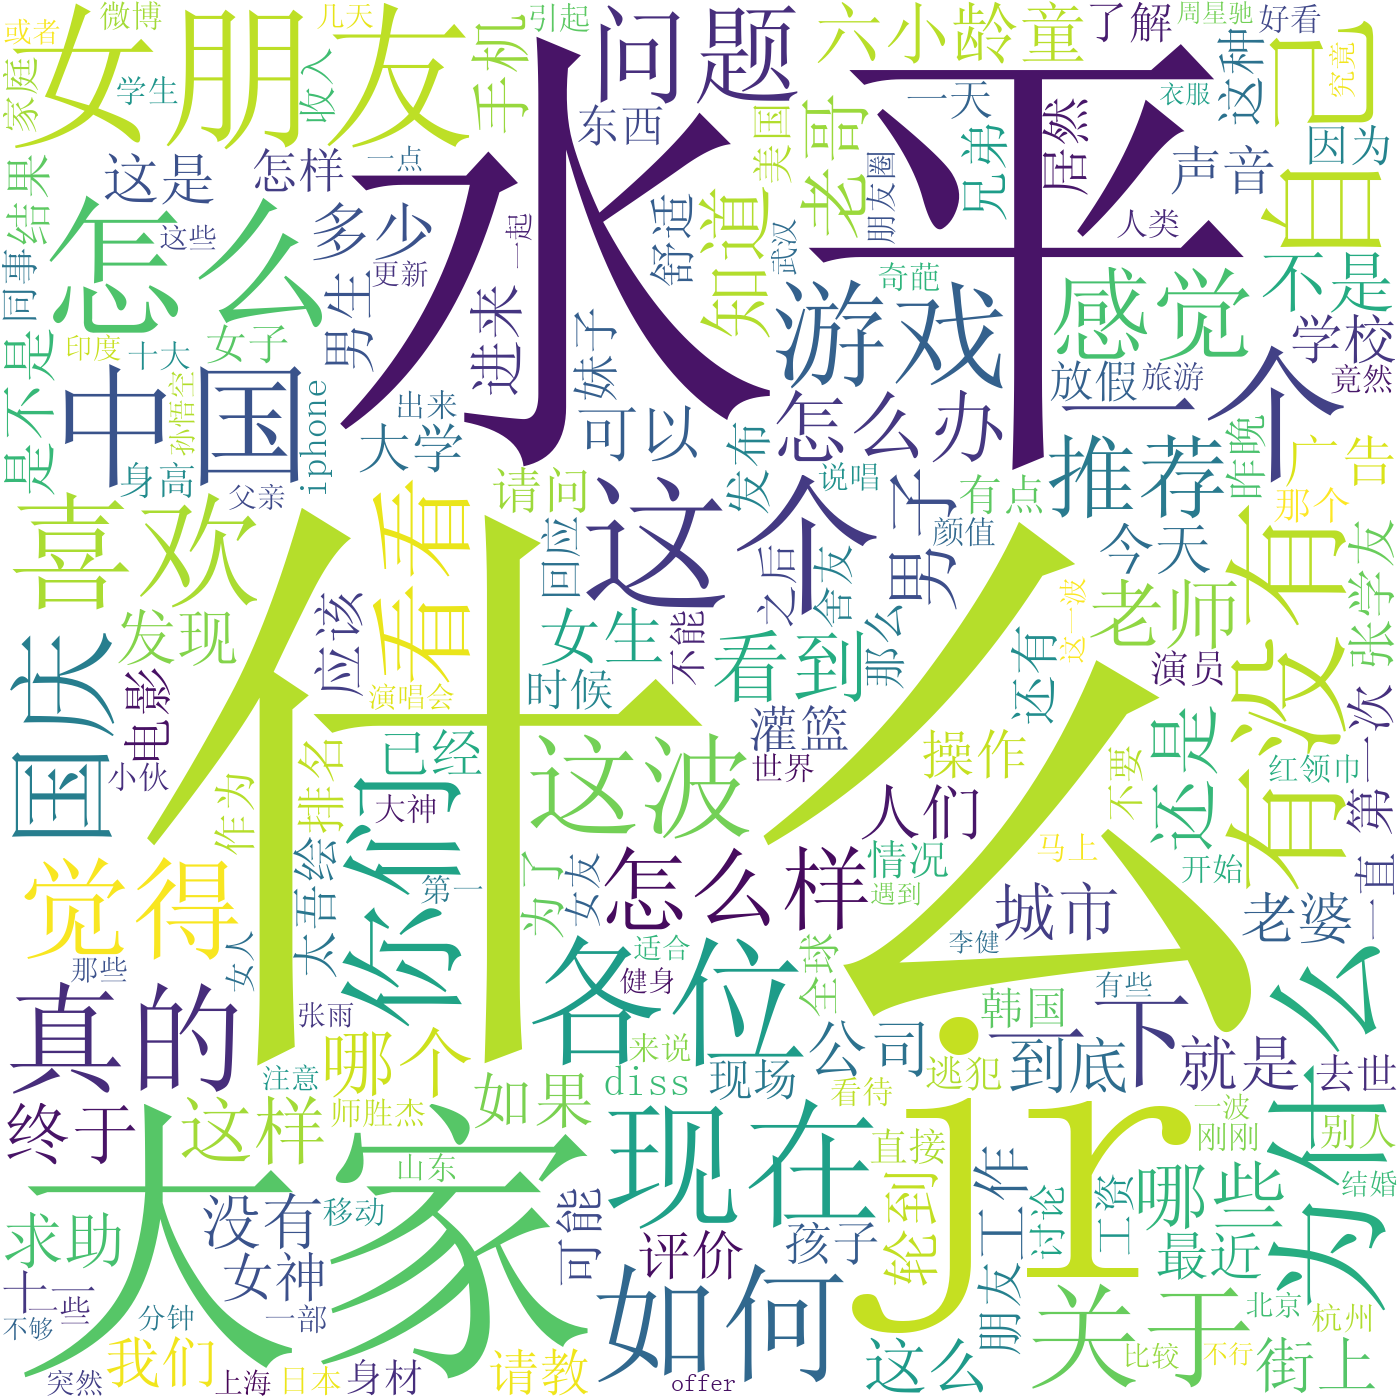 微博
几天
引起
周星驰
好看
或者
女朋友
问题
六小龄童
了解
家庭
学生
收入
手机
水平
东西
一天
这种
衣服
究竟
自己
老哥
美国
兄弟
居然
声音
因为
结果
这是
怎样
一点
朋友圈
人类
不是
怎么
多少
这些
更新
一起
舒适
武汉
知道
奇葩
感觉
学校
同事
男生
进来
妹子
游戏
印度
十大
女子
放假
旅游
竟然
是不是
中国
孙悟空
iphone
出来
大学
可以
怎么办
一个
身高
父亲
请问
发布
说唱
有点
推荐
昨晚
广告
喜欢
看看
这个
男子
颜值
今天
那个
有没有
回应
之后
舍友
发现
应该
女生
不能
看到
那么
还有
这一波
老师
张学友
国庆
电影
演唱会
时候
什么
演员
小伙
作为
排名
已经
这波
灌篮
世界
操作
不要
还是
红领巾
第一次
大神
你们
人们
觉得
太吾绘
第一
为了
女友
怎么样
情况
遇到
马上
开始
一直
那些
女人
各位
适合
全球
李健
城市
老婆
为什么
真的
张雨
健身
有些
哪个
来说
公司
韩国
一下
注意
如果
diss
现场
看待
逃犯
到底
就是
去世
终于
这样
师胜杰
jr
一波
刚刚
别人
大家
山东
现在
直接
求助
没有
移动
可能
评价
孩子
轮到
朋友
工作
讨论
工资
哪些
结婚
最近
女神
十一
一些
如何
北京
杭州
不够
分钟
一部
关于
我们
请教
这么
比较
不行
街上
突然
上海
日本
身材
offer